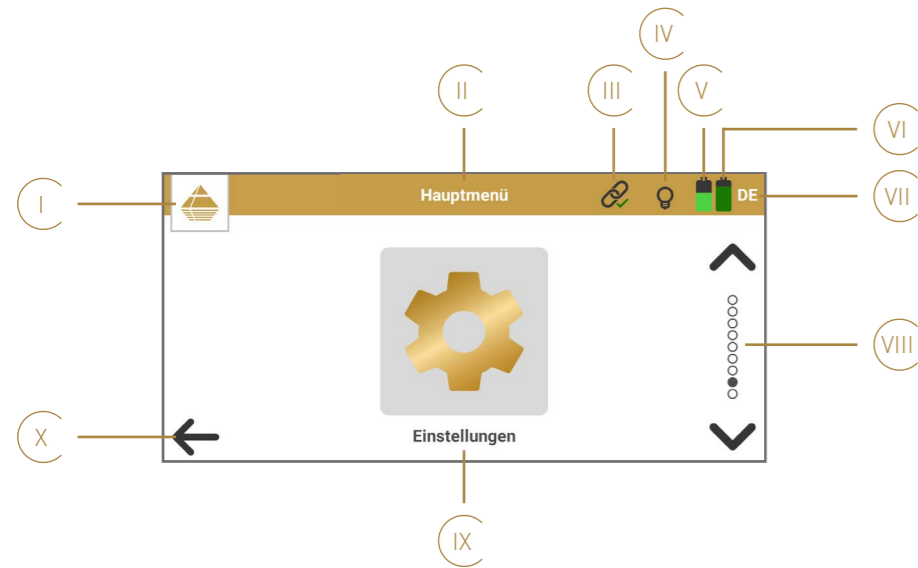 IV
II
III
V
VI
I
Hauptmenü
DE
VII
VIII
X
Einstellungen
IX